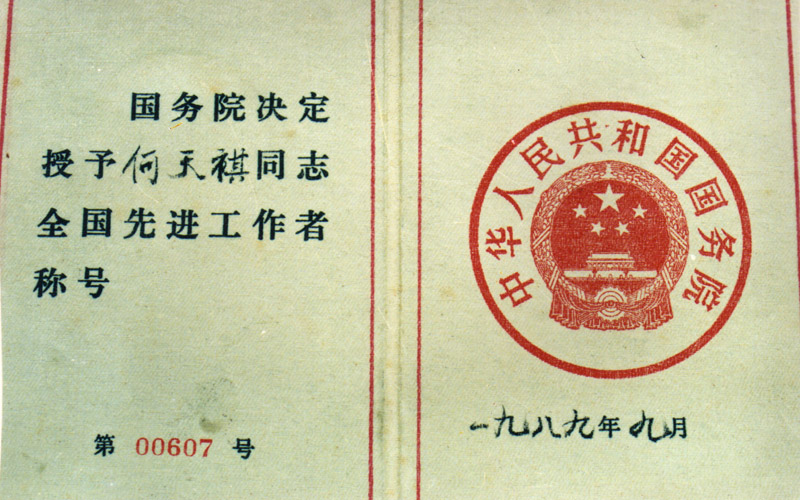 国务院决定
授予何天祺同志
全国先进工作者
称号
第 00607 号
中华人民共和国国务院
一九八九年九月